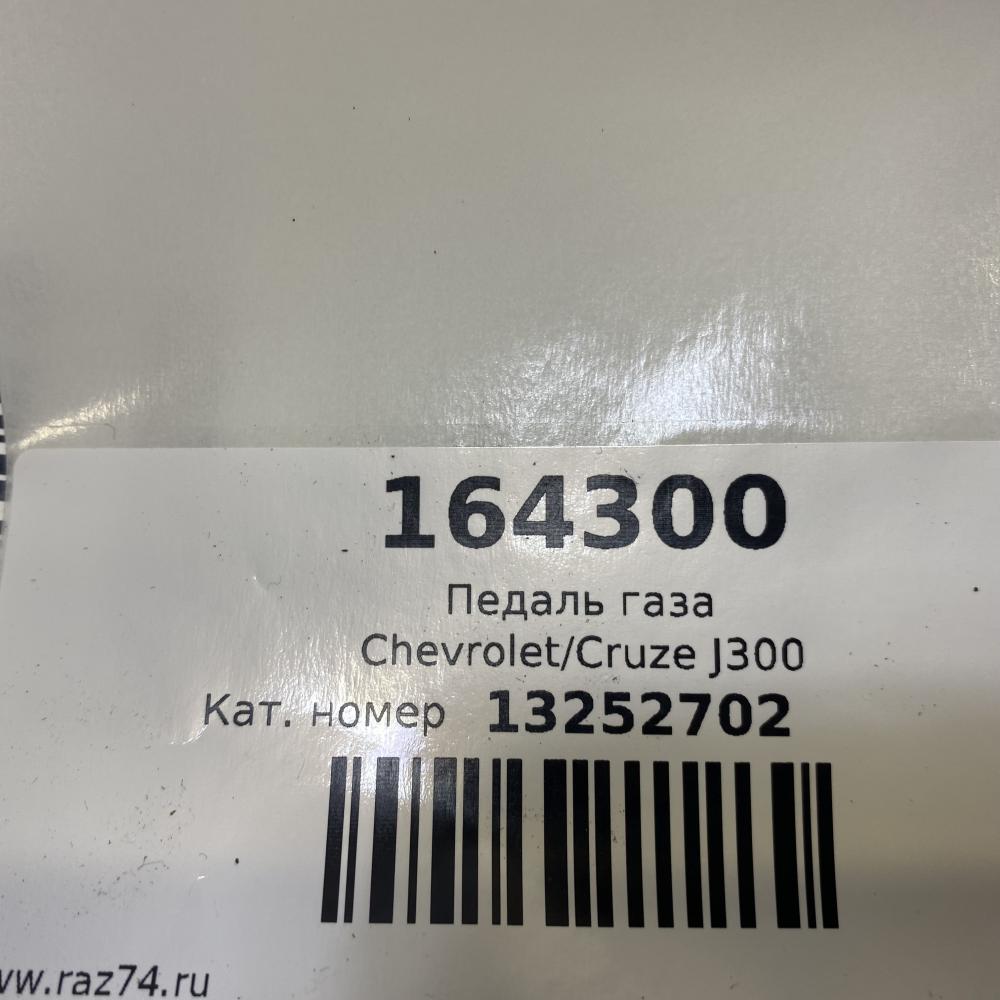 164300
Педаль газа
Chevrolet/Cruze J300
Кат. номер 13252702
ww.raz74.ru